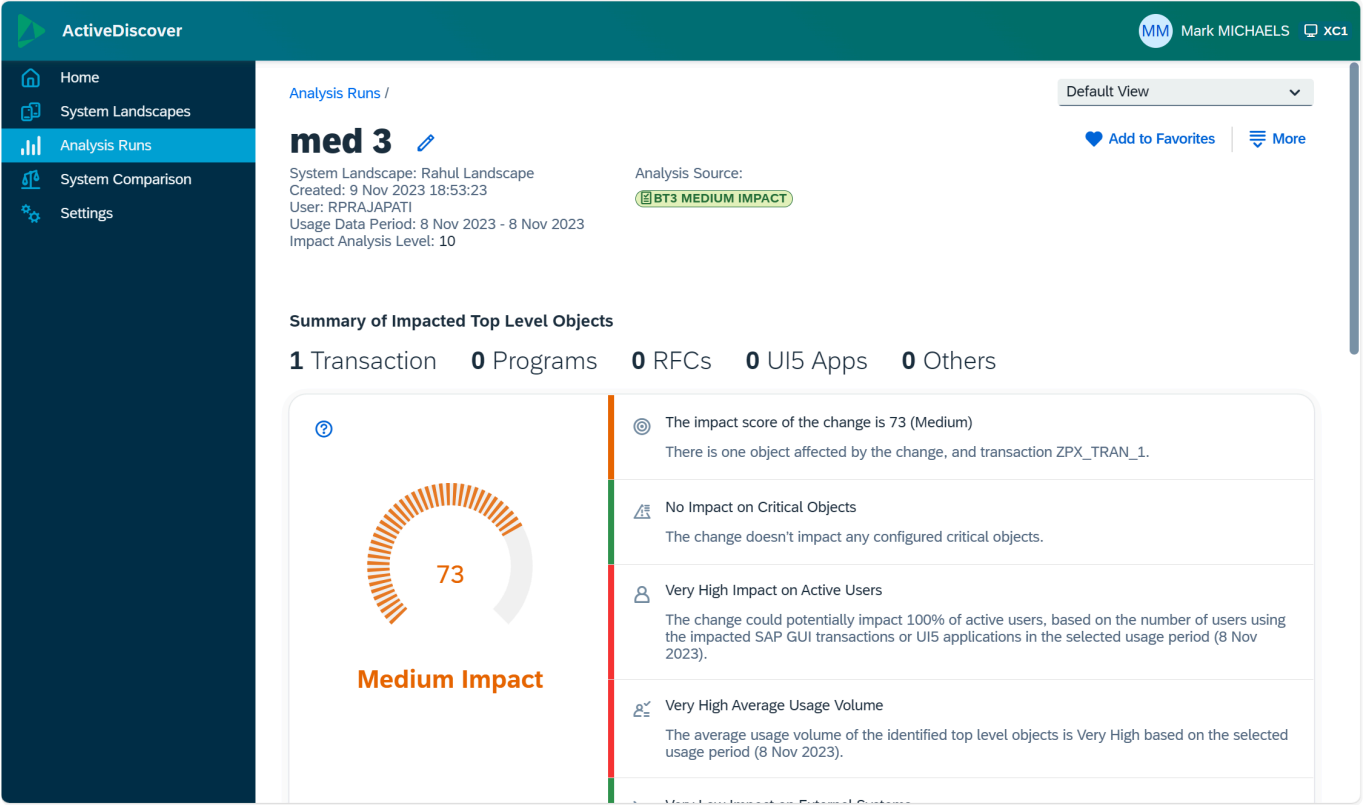 ActiveDiscover
MM Mark MICHAELS XC1
Home
System Landscapes
Analysis Runs
System Comparison
Settings
Analysis Runs /
Default View
med 3
Add to Favorites
More
System Landscape: Rahul Landscape
Created: 9 Nov 2023 18:53:23
User: RPRAJAPATI
Usage Data Period: 8 Nov 2023 - 8 Nov 2023
Impact Analysis Level: 10
Analysis Source:
BT3 MEDIUM IMPACT
Summary of Impacted Top Level Objects
1 Transaction 0 Programs 0 RFCs 0 UI5 Apps 0 Others
73
Medium Impact
The impact score of the change is 73 (Medium)
There is one object affected by the change, and transaction ZPX_TRAN_1.
No Impact on Critical Objects
The change doesn't impact any configured critical objects.
Very High Impact on Active Users
The change could potentially impact 100% of active users, based on the number of users using
the impacted SAP GUI transactions or UI5 applications in the selected usage period (8 Nov
2023).
Very High Average Usage Volume
The average usage volume of the identified top level objects is Very High based on the selected
usage period (8 Nov 2023).
Very Low Impact on External Systems